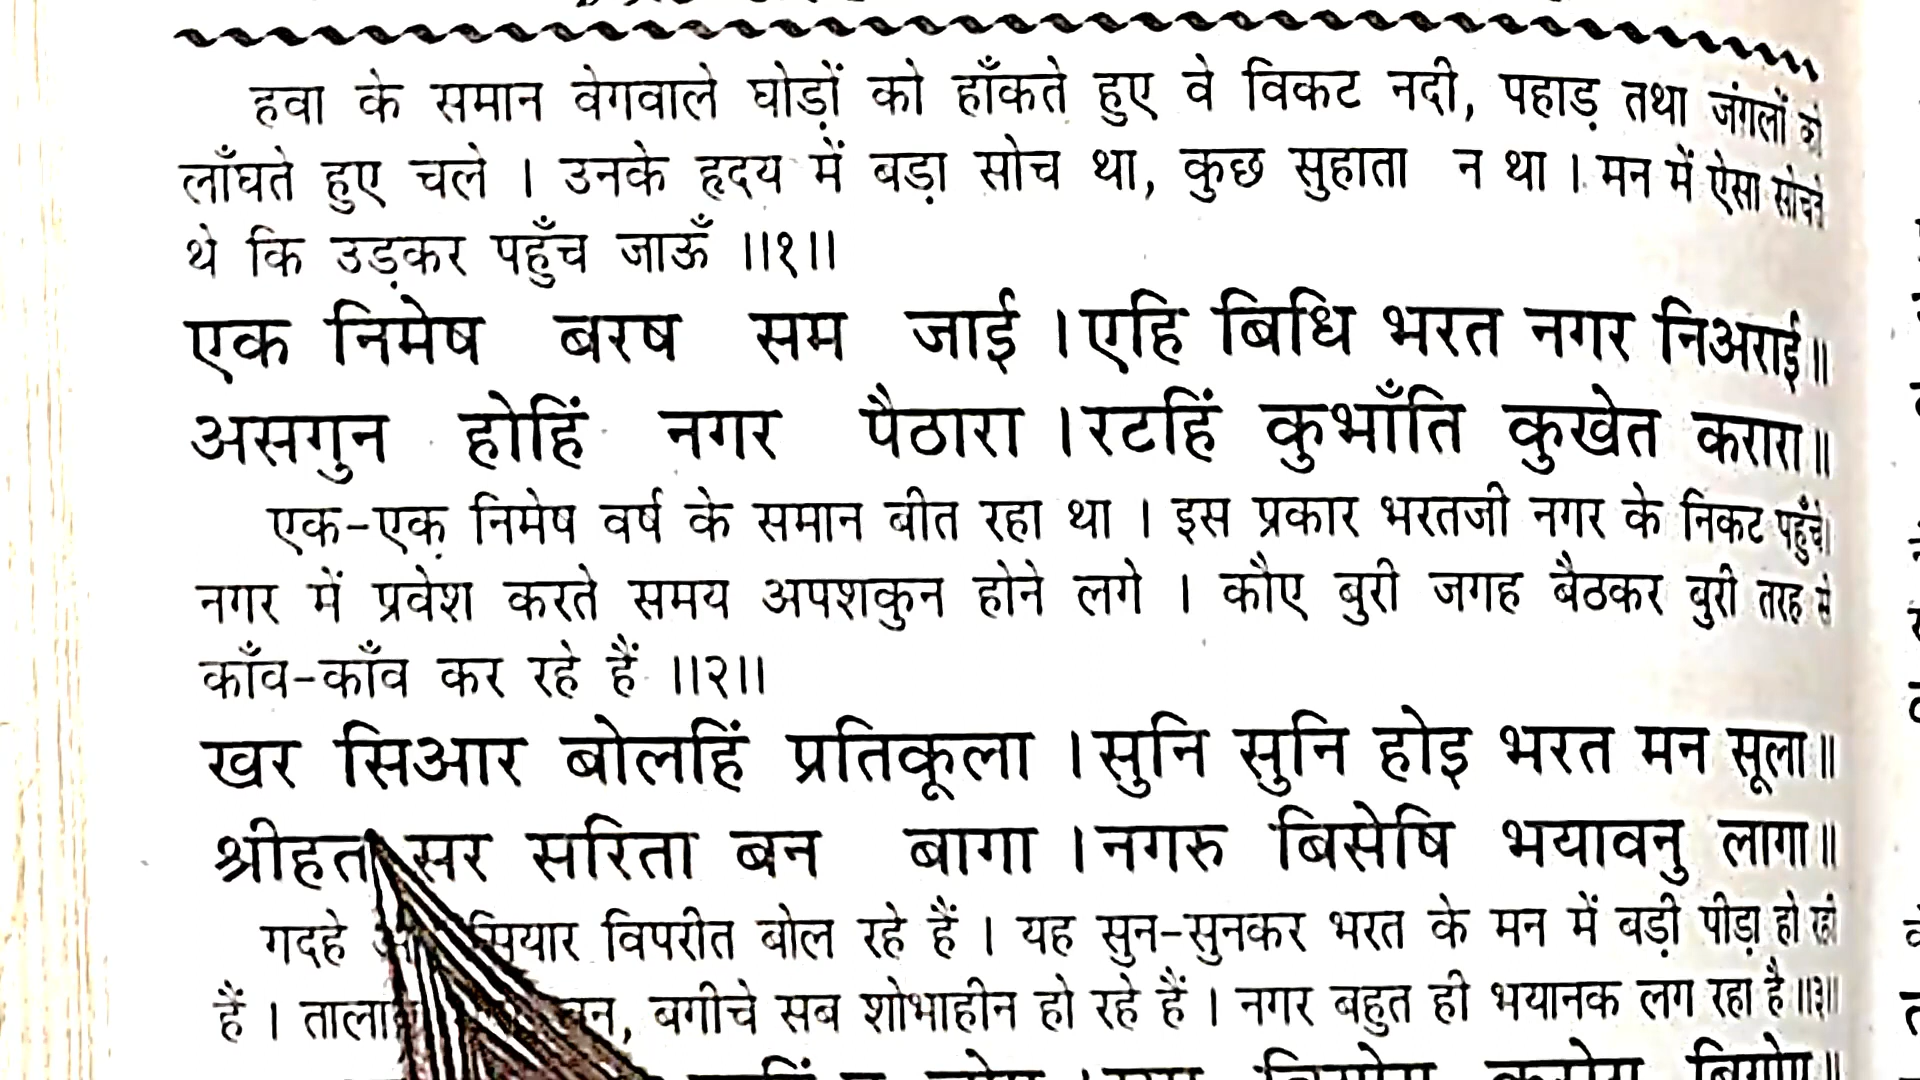 हवा के समान वेगवाले घोड़ों को हाँकते हुए वे विकट नदी, पहाड़ तथा जंगलों को
लाँघते हुए चले । उनके हृदय में बड़ा सोच था, कुछ सुहाता न था । मन में ऐसा सोचते
थे कि उड़कर पहुँच जाऊँ ॥१॥
एक निमेष बरष सम जाई । एहि बिधि भरत नगर निअराई॥
असगुन होहिं नगर पैठारा । रटहिं कुभाँति कुखेत करारा॥
एक-एक निमेष वर्ष के समान बीत रहा था । इस प्रकार भरतजी नगर के निकट पहुँचे।
नगर में प्रवेश करते समय अपशकुन होने लगे । कौए बुरी जगह बैठकर बुरी तरह से
काँव-काँव कर रहे हैं ॥२॥
खर सिआर बोलहिं प्रतिकूला । सुनि सुनि होइ भरत मन सूला॥
श्रीहत सर सरिता बन बागा । नगरु बिसेषि भयावनु लागा॥
गदहे सियार विपरीत बोल रहे हैं । यह सुन-सुनकर भरत के मन में बड़ी पीड़ा हो रही
हैं । बगीचे सब शोभाहीन हो रहे हैं । नगर बहुत ही भयानक लग रहा है॥३॥